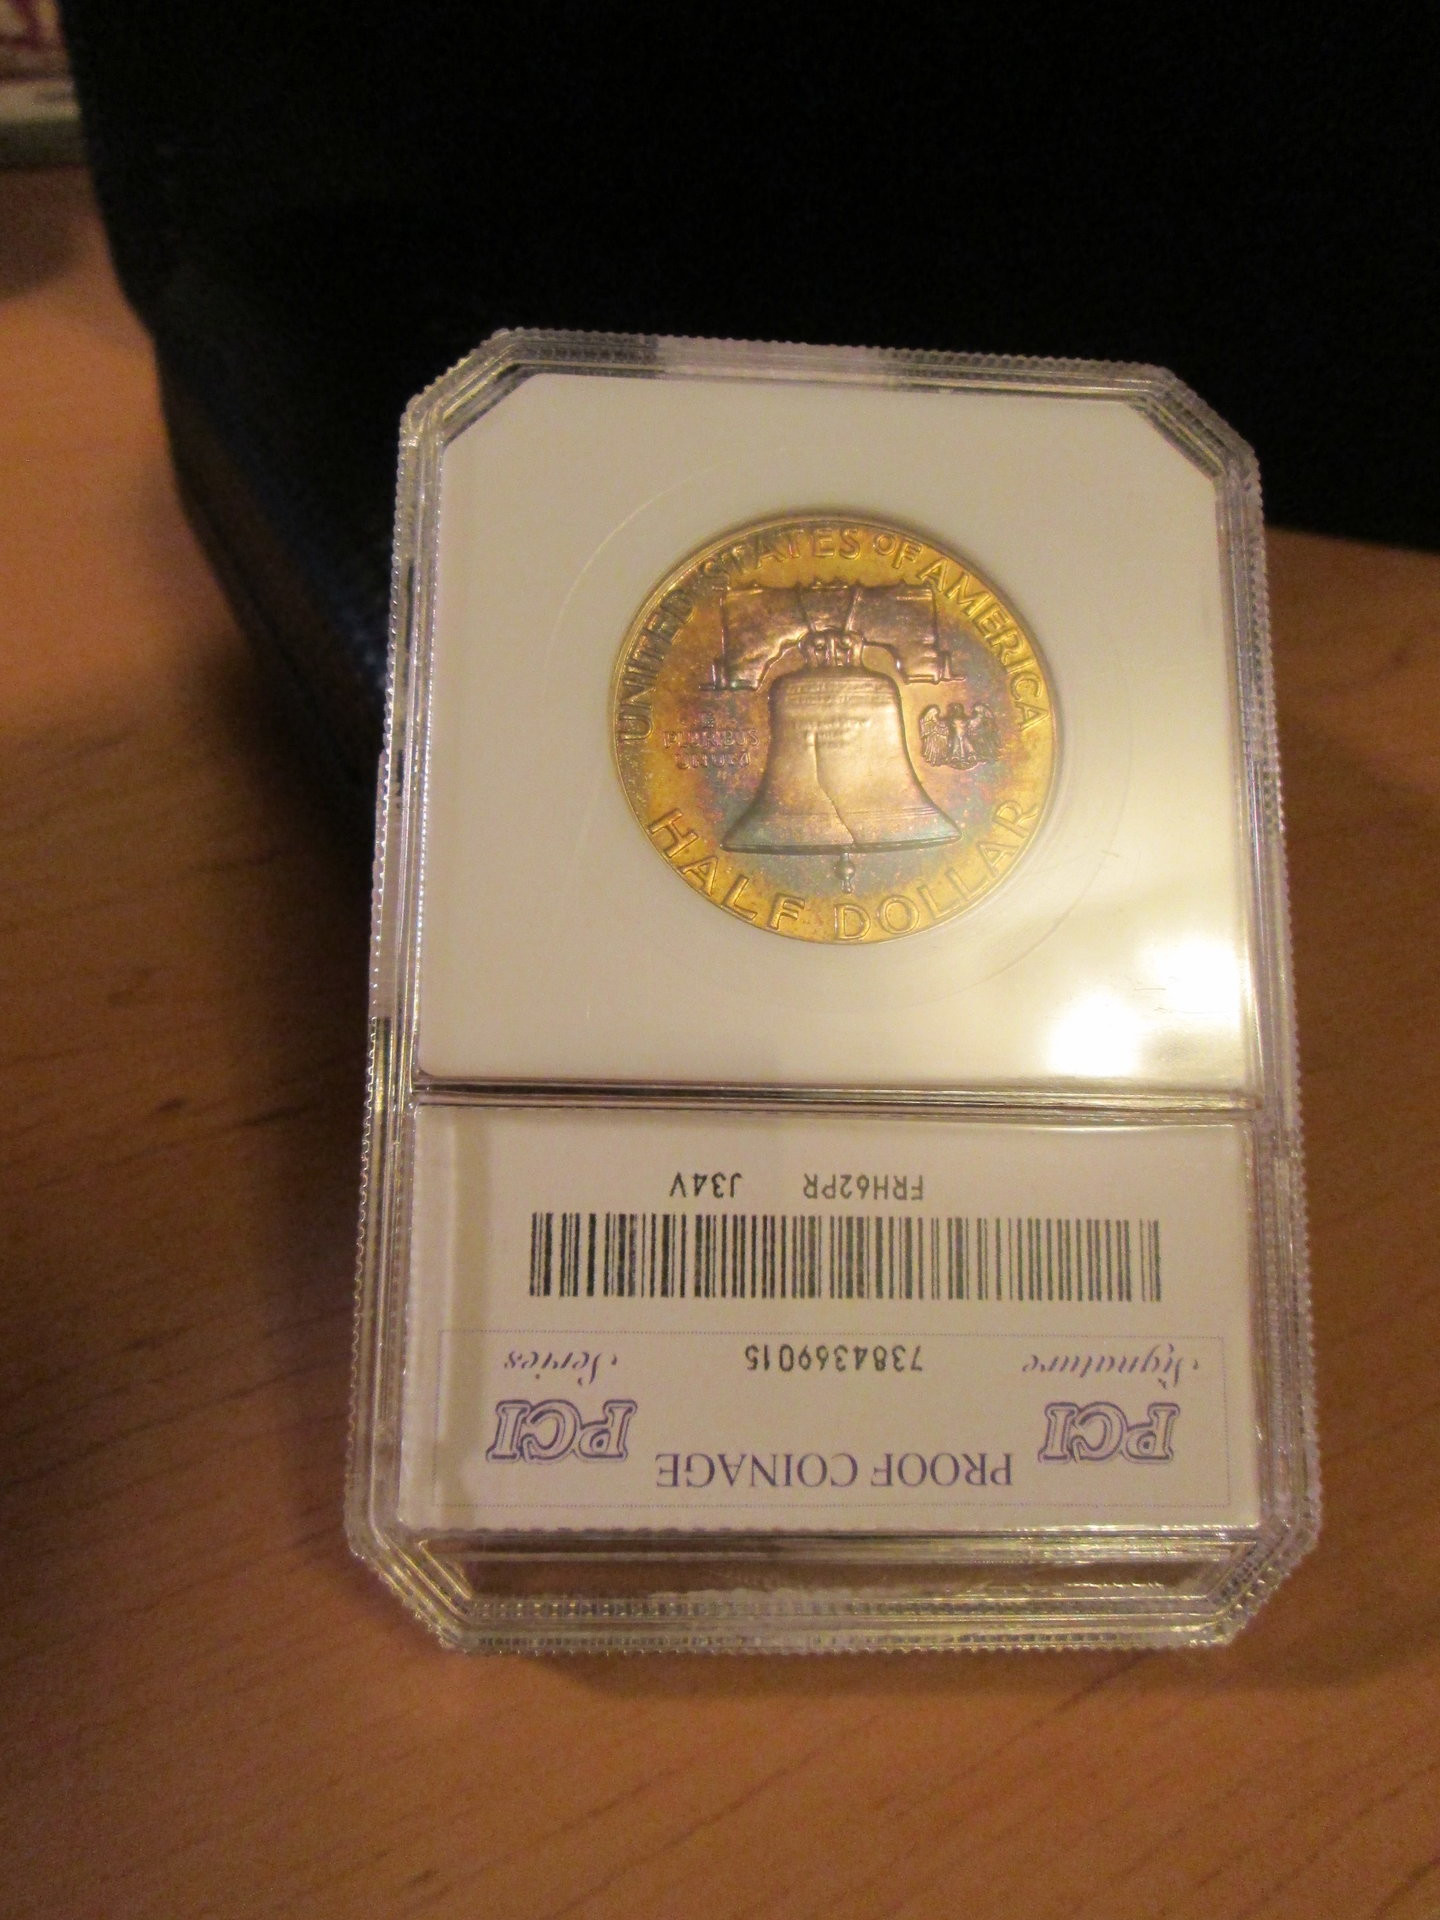 UNITED STATES OF AMERICA
E
PLURIBUS
UNUM
HALF DOLLAR
PROOF COINAGE
PCI Signature Series
PCI
7384369015
FRH62PR J34V